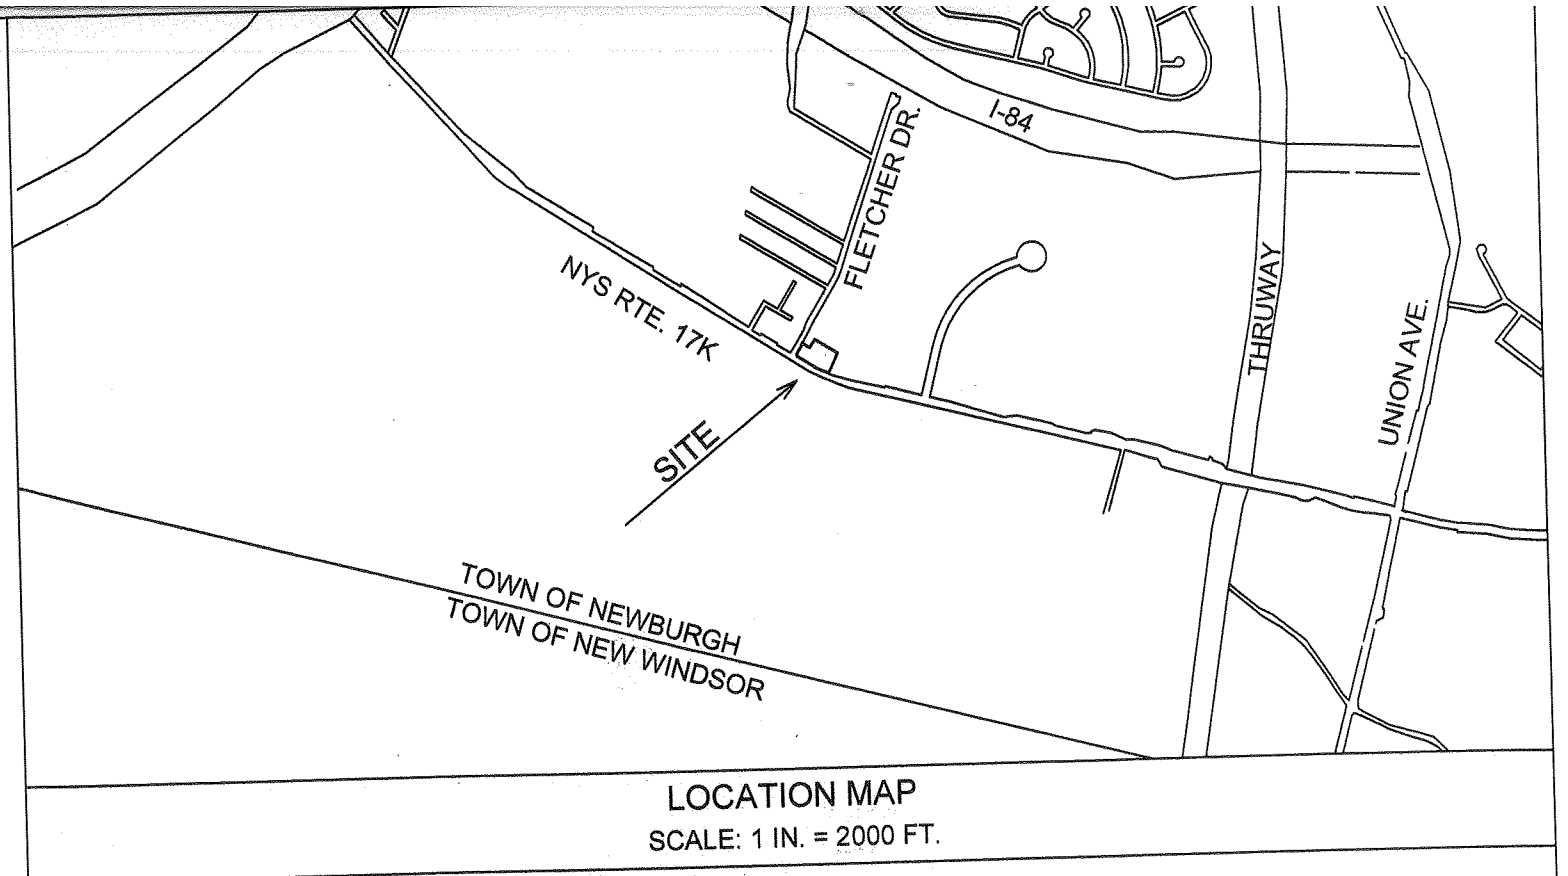 I-84
FLETCHER DR.
NYS RTE. 17K
THRUWAY
UNION AVE.
SITE
TOWN OF NEWBURGH
TOWN OF NEW WINDSOR
LOCATION MAP
SCALE: 1 IN. = 2000 FT.